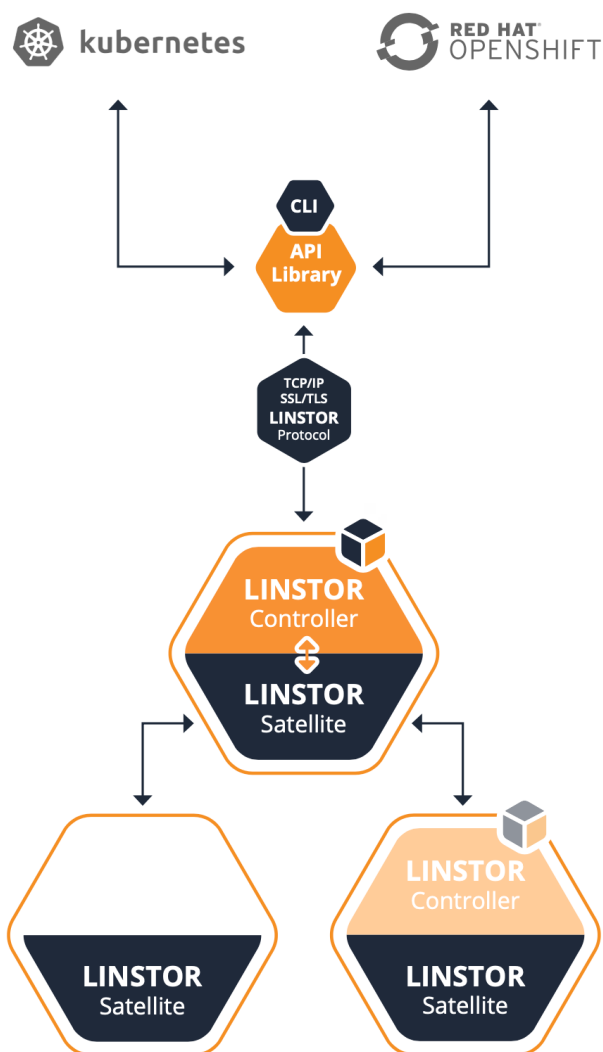 kubernetes
RED HAT®
OPENSHIFT
CLI
API
Library
TCP/IP
SSL/TLS
LINSTOR
Protocol
LINSTOR
Controller
LINSTOR
Satellite
LINSTOR
Satellite
LINSTOR
Controller
LINSTOR
Satellite